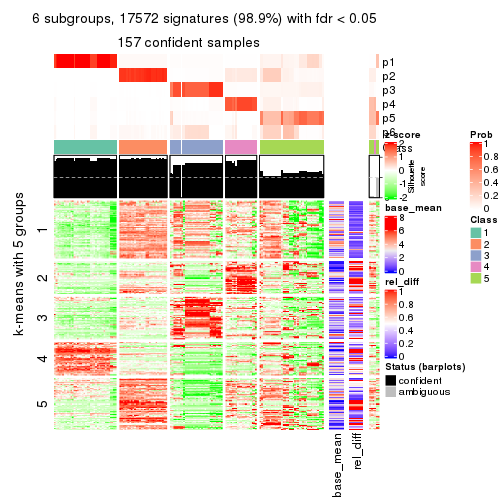 6 subgroups, 17572 signatures (98.9%) with fdr < 0.05
157 confident samples
p1
p2
p3
p4
p5
p6
Class
Silhouette
score
k-means with 5 groups
1
2
3
4
5
base_mean
rel_diff
z-score
2
1
0
-1
-2
base_mean
8
6
4
2
0
rel_diff
1
0.8
0.6
0.4
0.2
0
Status (barplots)
confident
ambiguous
Prob
1
0.8
0.6
0.4
0.2
0
Class
1
2
3
4
5